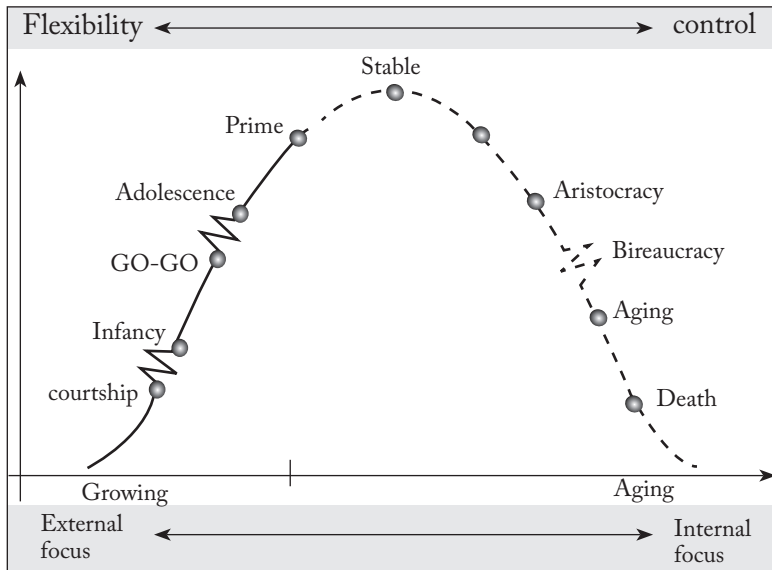 Flexibility
control
Stable
Prime
Adolescence
Aristocracy
GO-GO
Bireaucracy
Infancy
Aging
courtship
Death
Growing
Aging
External
focus
Internal
focus